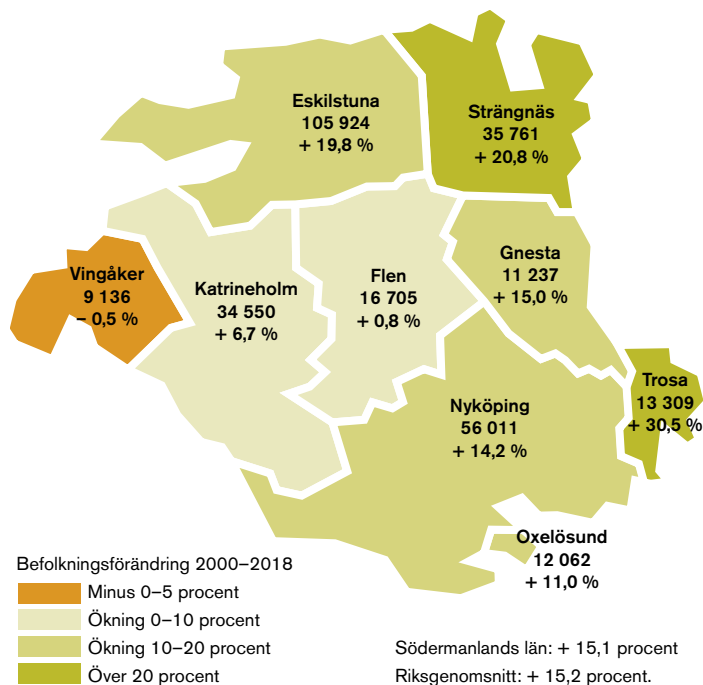 Eskilstuna
105 924
+ 19,8 %
Strängnäs
35 761
+ 20,8 %
Vingåker
9 136
– 0,5 %
Katrineholm
34 550
+ 6,7 %
Flen
16 705
+ 0,8 %
Gnesta
11 237
+ 15,0 %
Trosa
13 309
+ 30,5 %
Nyköping
56 011
+ 14,2 %
Oxelösund
12 062
+ 11,0 %
Befolkningsförändring 2000–2018
Minus 0–5 procent
Ökning 0–10 procent
Ökning 10–20 procent
Över 20 procent
Södermanlands län: + 15,1 procent
Riksgenomsnitt: + 15,2 procent.